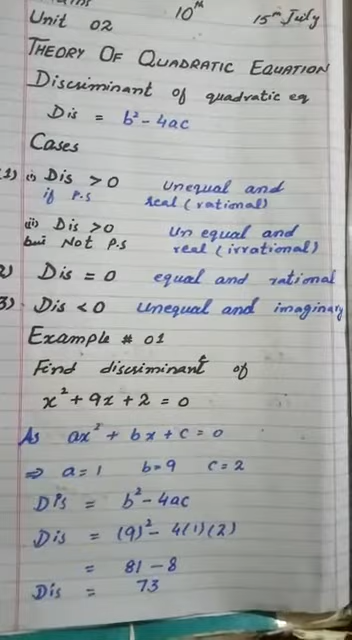 10th 15th July
Unit 02
THEORY OF QUADRATIC EQUATION
Discriminant of quadratic eq
Dis = b² - 4ac
Cases
1) i) Dis > 0 Unequal and
if P.S real (rational)
ii) Dis > 0 Un equal and
but Not P.S real (irrational)
2) Dis = 0 equal and rational
3) Dis < 0 Unequal and imaginary
Example # 01
Find discriminant of
x² + 9x + 2 = 0
As ax² + bx + c = 0
⇒ a = 1 b = 9 c = 2
Dis = b² - 4ac
Dis = (9)² - 4(1)(2)
= 81 - 8
Dis = 73